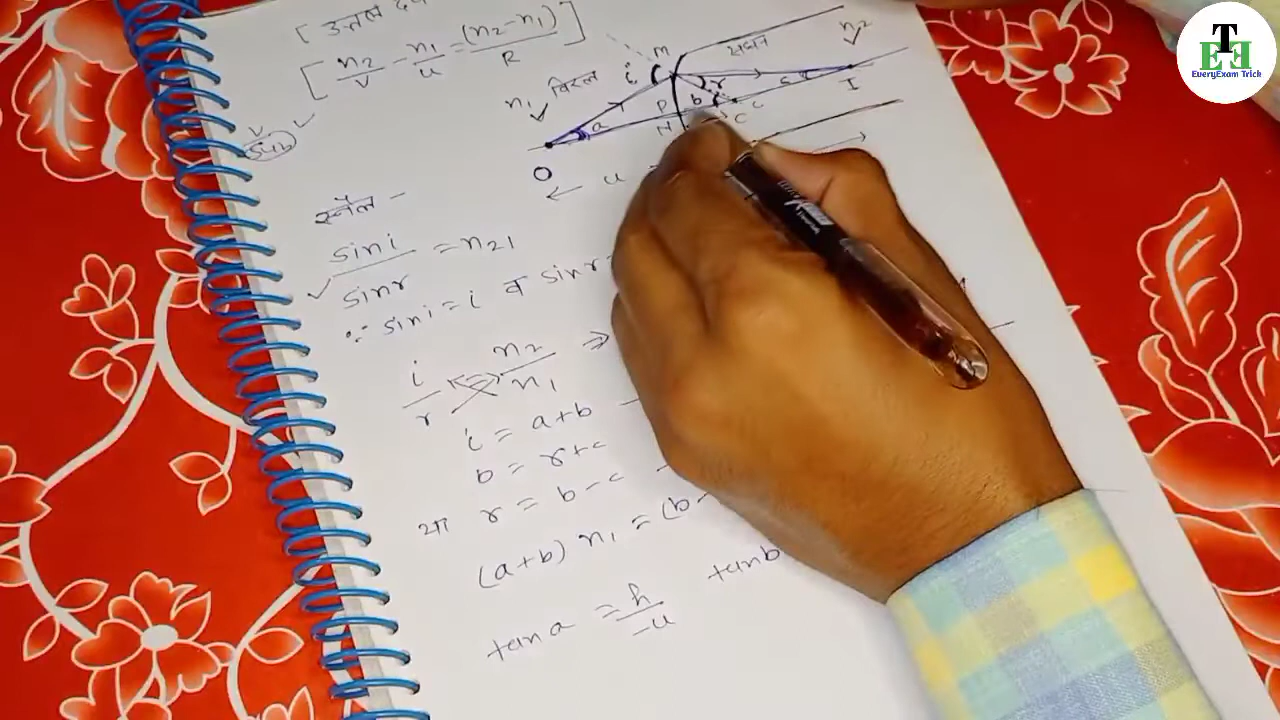 [ उत्तल
[ n2/v - n1/u = (n2-n1)/R ]
n1 विरल
सघन n2
i M r
O a P b c C I
N
u
स्नैल -
sin i / sin r = n21
∵ sin i = i व sin r
i/r = n2/n1 ⇒
i = a+b -
b = r+c
या r = b-c -
(a+b) n1 = (b-
tan a = h/-u tan b
T
EE
EveryExam Trick